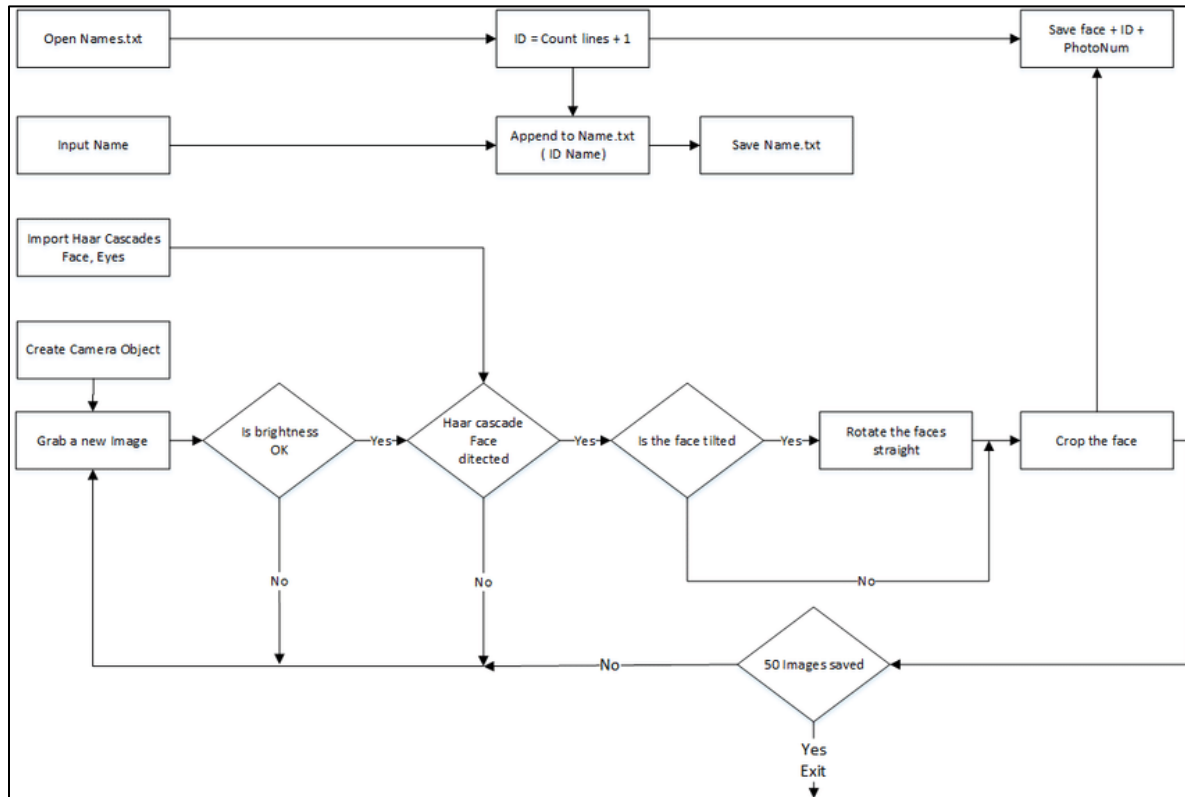 Open Names.txt
ID = Count lines + 1
Save face + ID +
PhotoNum
Input Name
Append to Name.txt
( ID Name)
Save Name.txt
Import Haar Cascades
Face, Eyes
Create Camera Object
Grab a new Image
Is brightness
OK
Yes
Haar cascade
Face
ditected
Yes
Is the face tilted
Yes
Rotate the faces
straight
Crop the face
No
No
No
No
50 Images saved
Yes
Exit